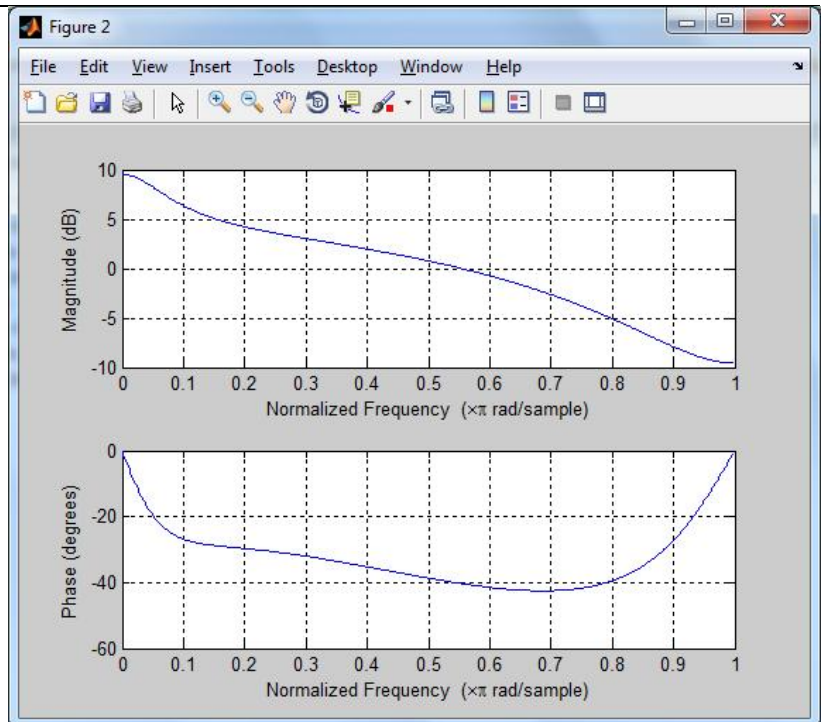 Figure 2
File Edit View Insert Tools Desktop Window Help
10
5
0
-5
-10
Magnitude (dB)
0 0.1 0.2 0.3 0.4 0.5 0.6 0.7 0.8 0.9 1
Normalized Frequency (×π rad/sample)
0
-20
-40
-60
Phase (degrees)
0 0.1 0.2 0.3 0.4 0.5 0.6 0.7 0.8 0.9 1
Normalized Frequency (×π rad/sample)